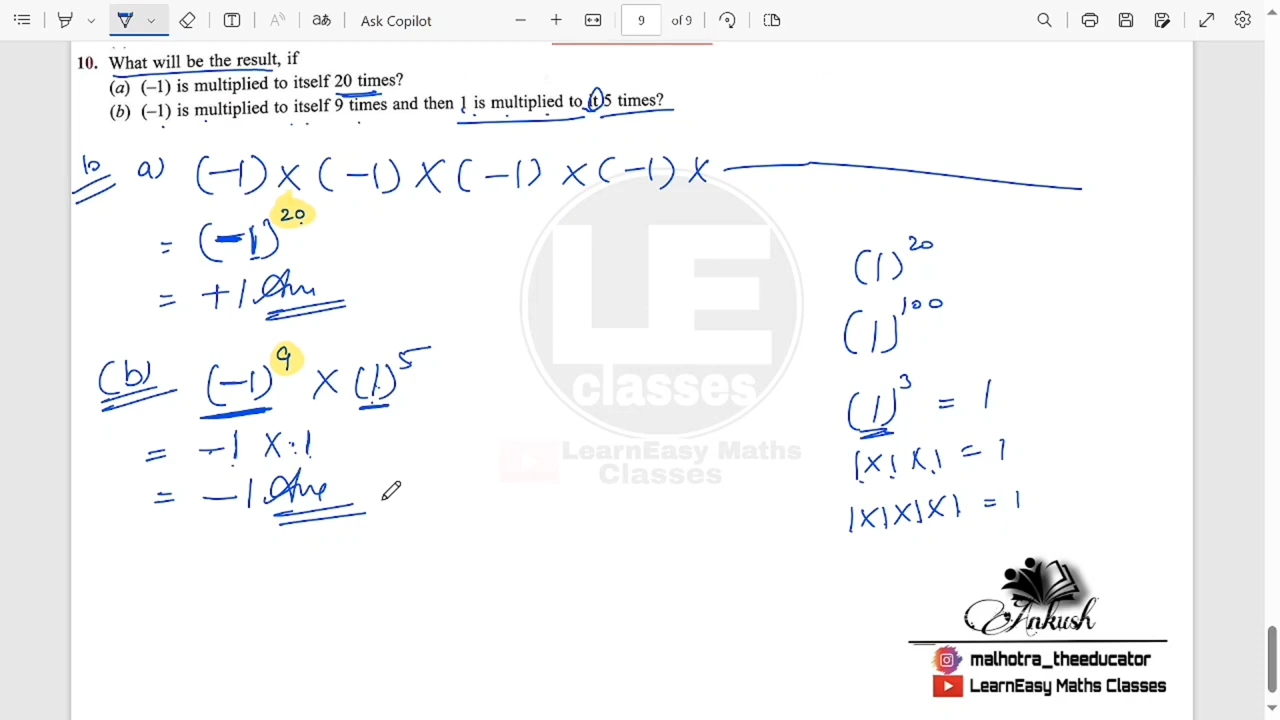 Ask Copilot
9 of 9
10. What will be the result, if
(a) (−1) is multiplied to itself 20 times?
(b) (−1) is multiplied to itself 9 times and then 1 is multiplied to it 5 times?
10 a) (−1) × (−1) × (−1) × (−1) ×
= (−1)^20
= +1 Ans
(b) (−1)^9 × (1)^5
= −1 × 1
= −1 Ans
(1)^20
(1)^100
(1)^3 = 1
1×1×1 = 1
1×1×1×1 = 1
LE
classes
LearnEasy Maths
Classes
Ankush
malhotra_theeducator
LearnEasy Maths Classes